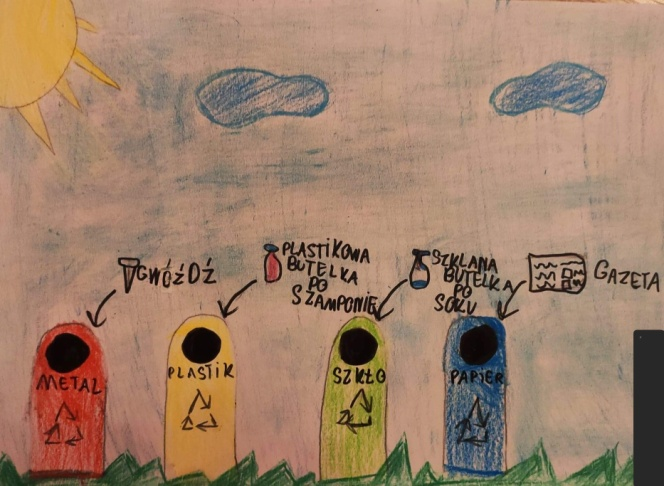 GWÓŹDŹ
PLASTIKOWA
BUTELKA
PO
SZAMPONIE
SZKLANA
BUTELKA
PO
SOKU
GAZETA
METAL
PLASTIK
SZKŁO
PAPIER